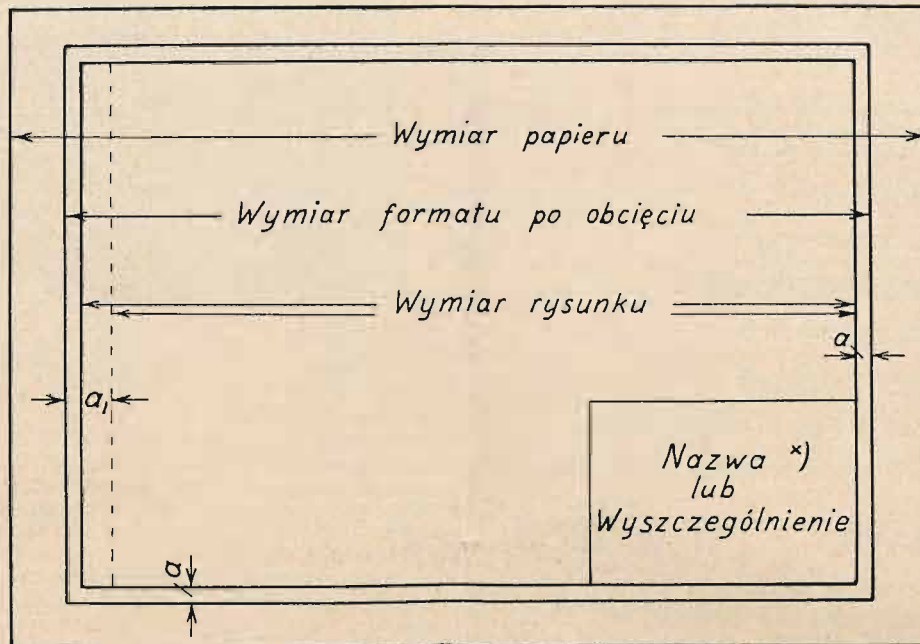 Wymiar papieru
Wymiar formatu po obcięciu
Wymiar rysunku
a
a₁
Nazwa ˣ)
lub
Wyszczególnienie
a